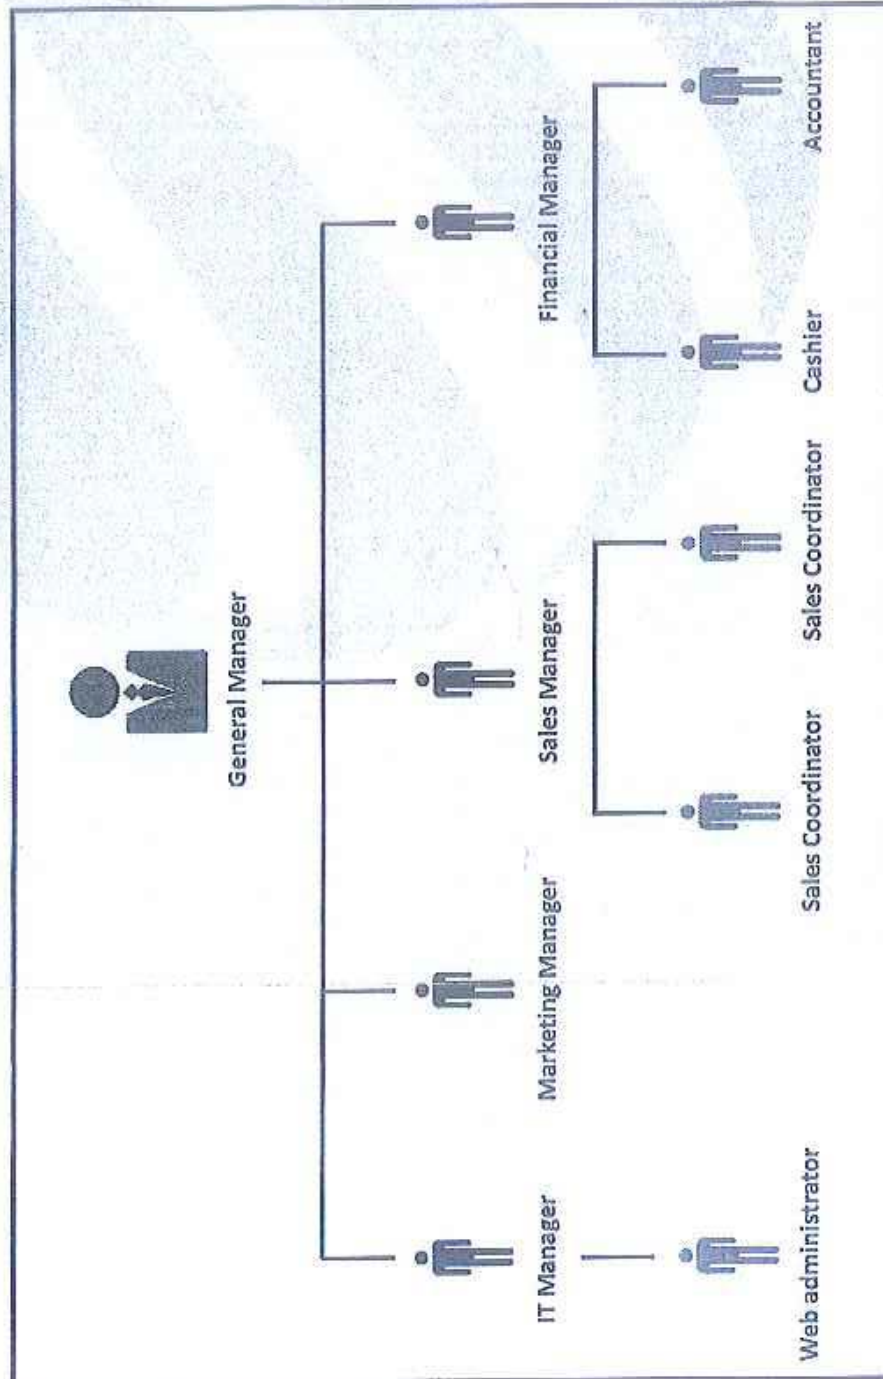 General Manager
IT Manager
Marketing Manager
Sales Manager
Financial Manager
Web administrator
Sales Coordinator
Sales Coordinator
Cashier
Accountant